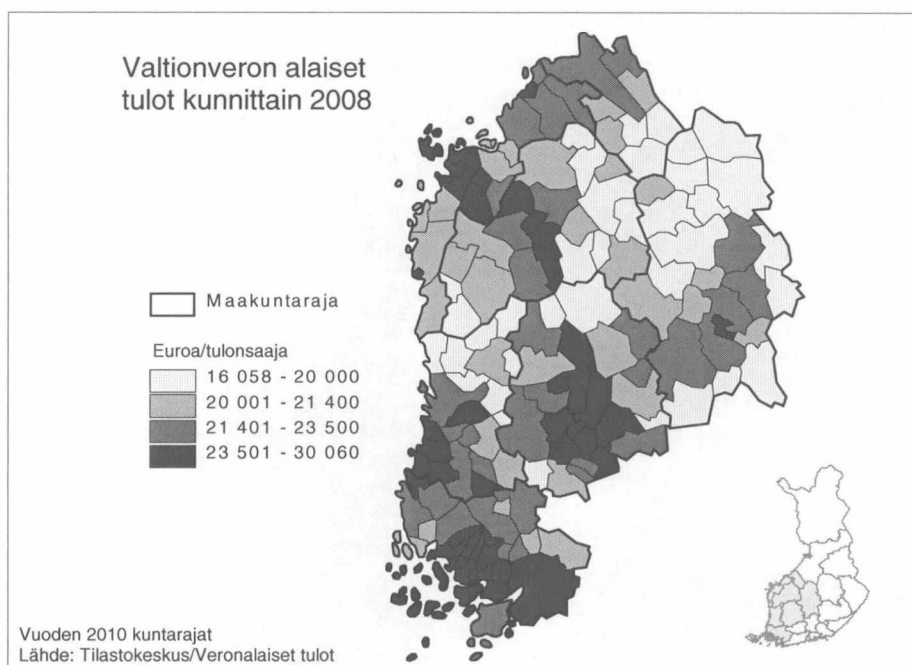 Valtionveron alaiset
tulot kunnittain 2008
Maakuntaraja
Euroa/tulonsaaja
16 058 - 20 000
20 001 - 21 400
21 401 - 23 500
23 501 - 30 060
Vuoden 2010 kuntarajat
Lähde: Tilastokeskus/Veronalaiset tulot